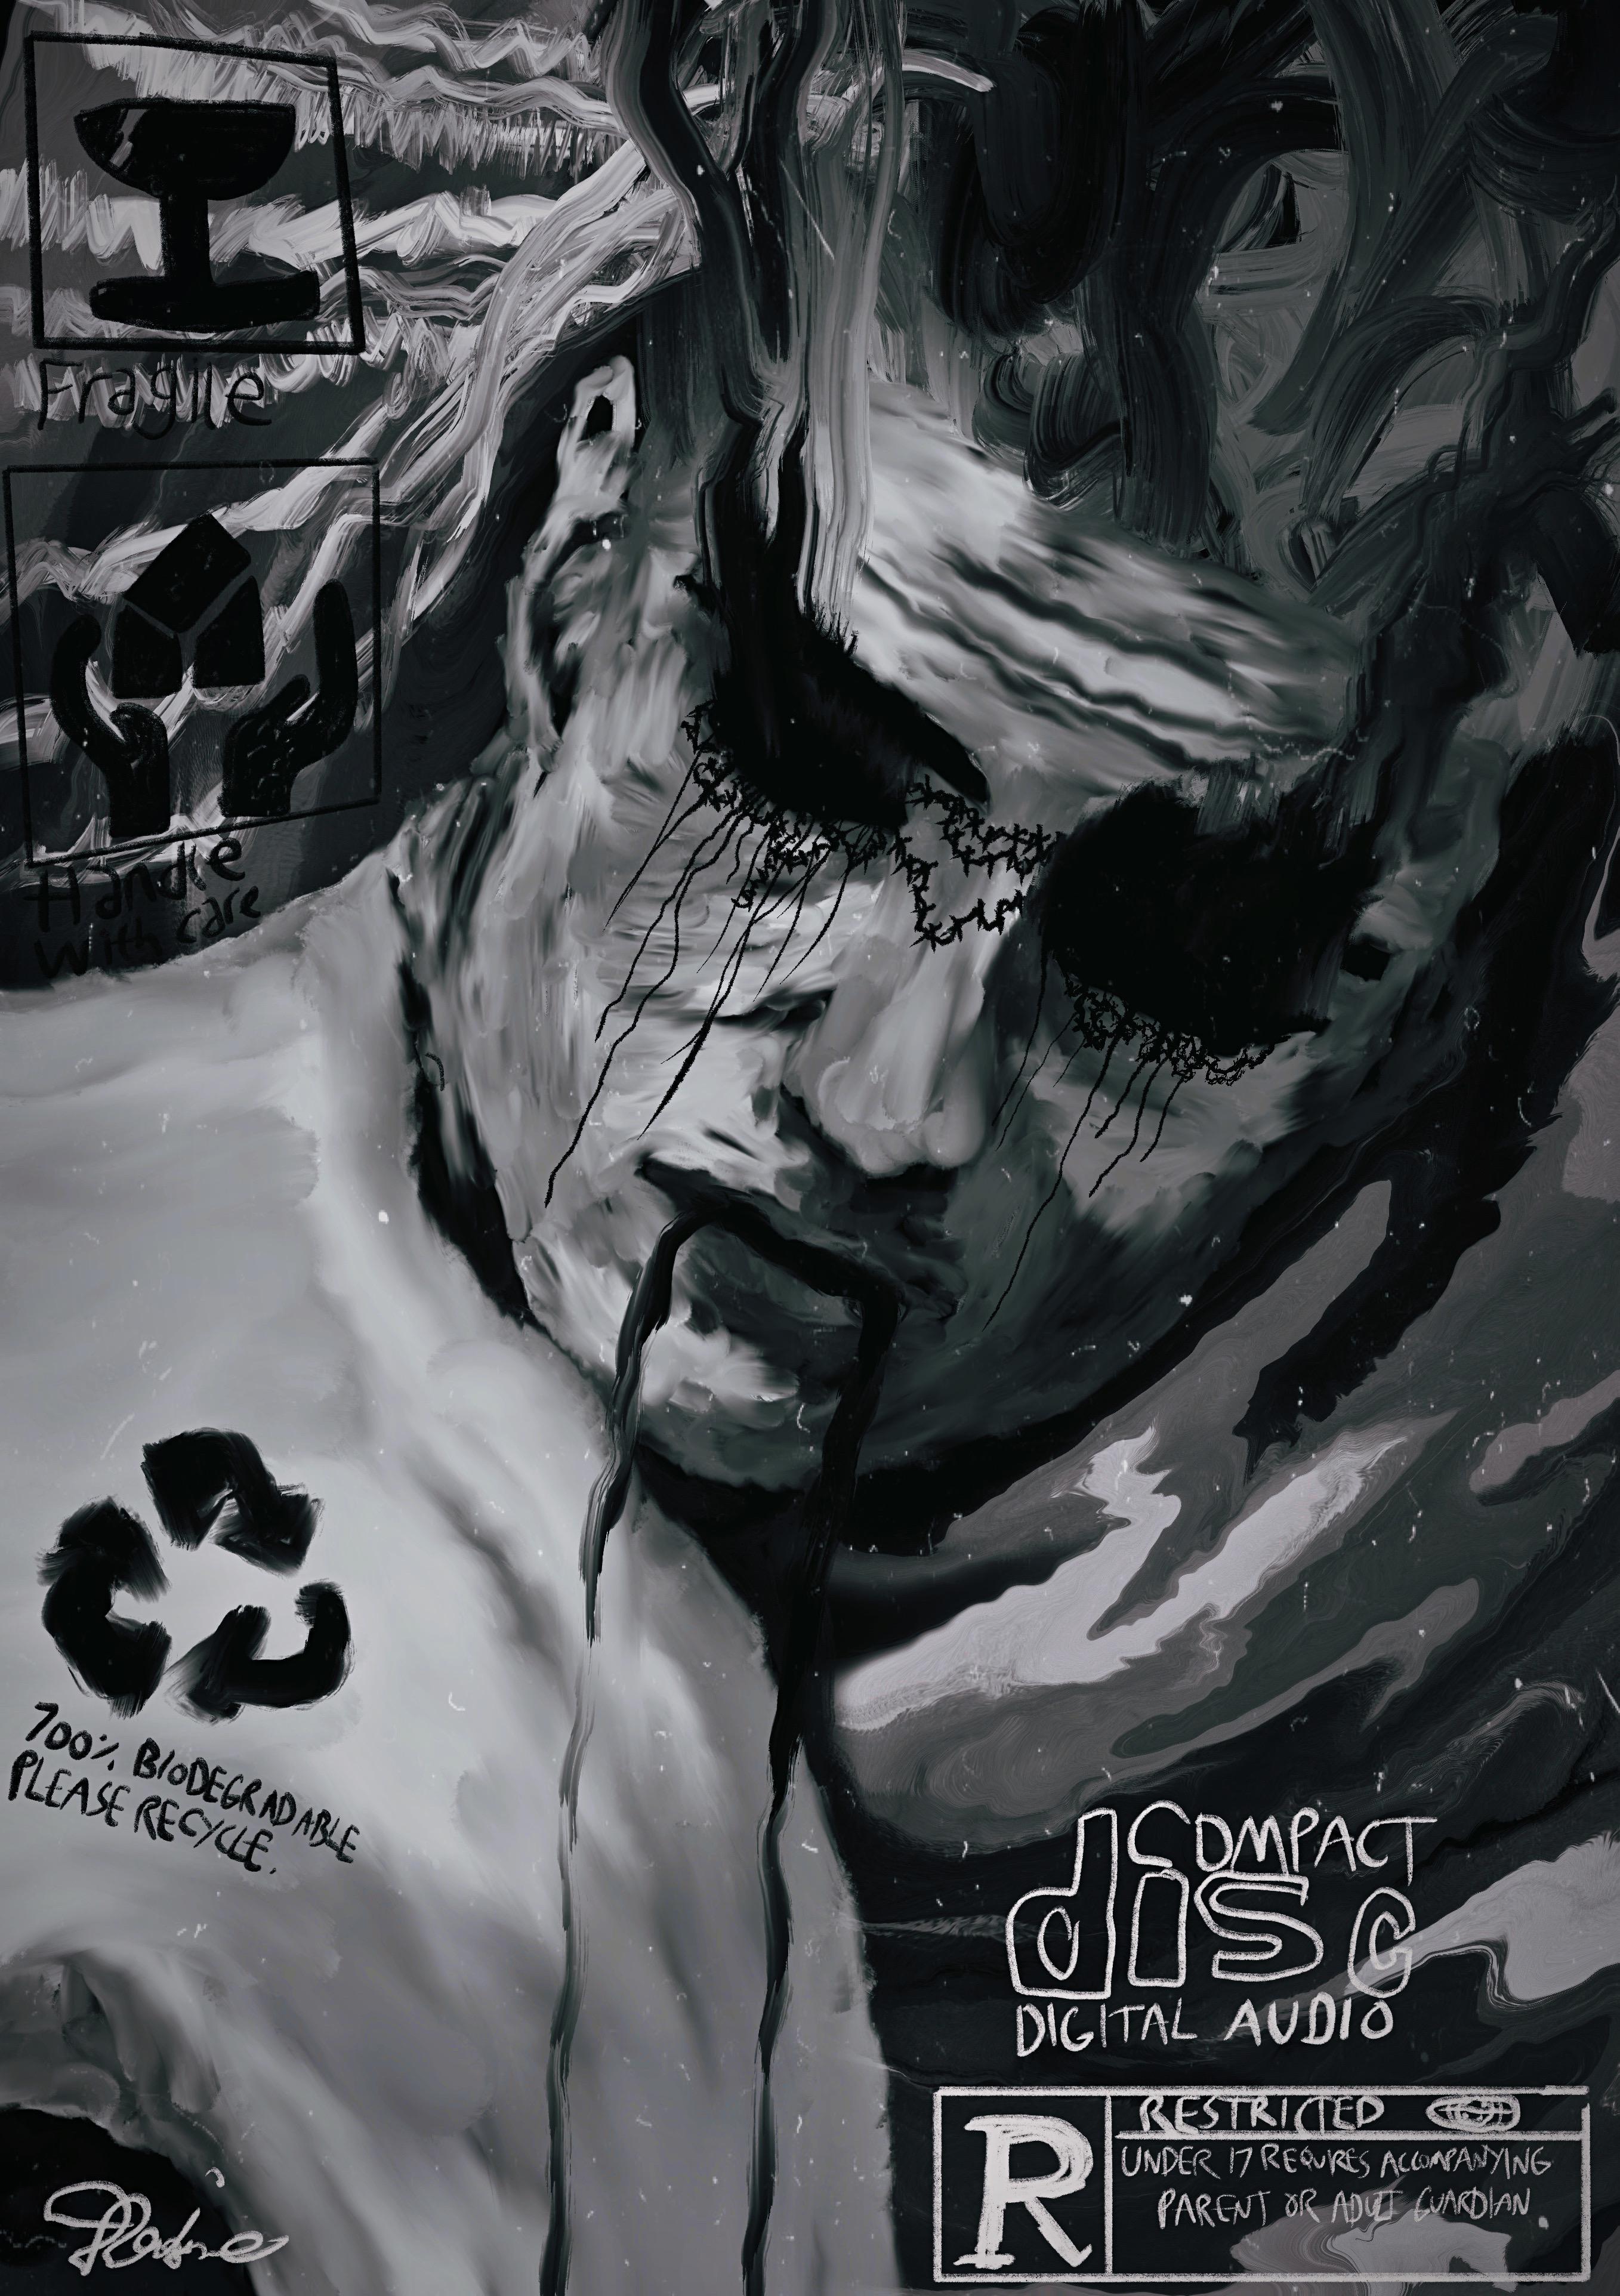 Fragile
Handle
with care
700% BIODEGRADABLE
PLEASE RECYCLE.
COMPACT
disc
DIGITAL AUDIO
R
RESTRICTED
UNDER 17 REQUIRES ACCOMPANYING
PARENT OR ADULT GUARDIAN